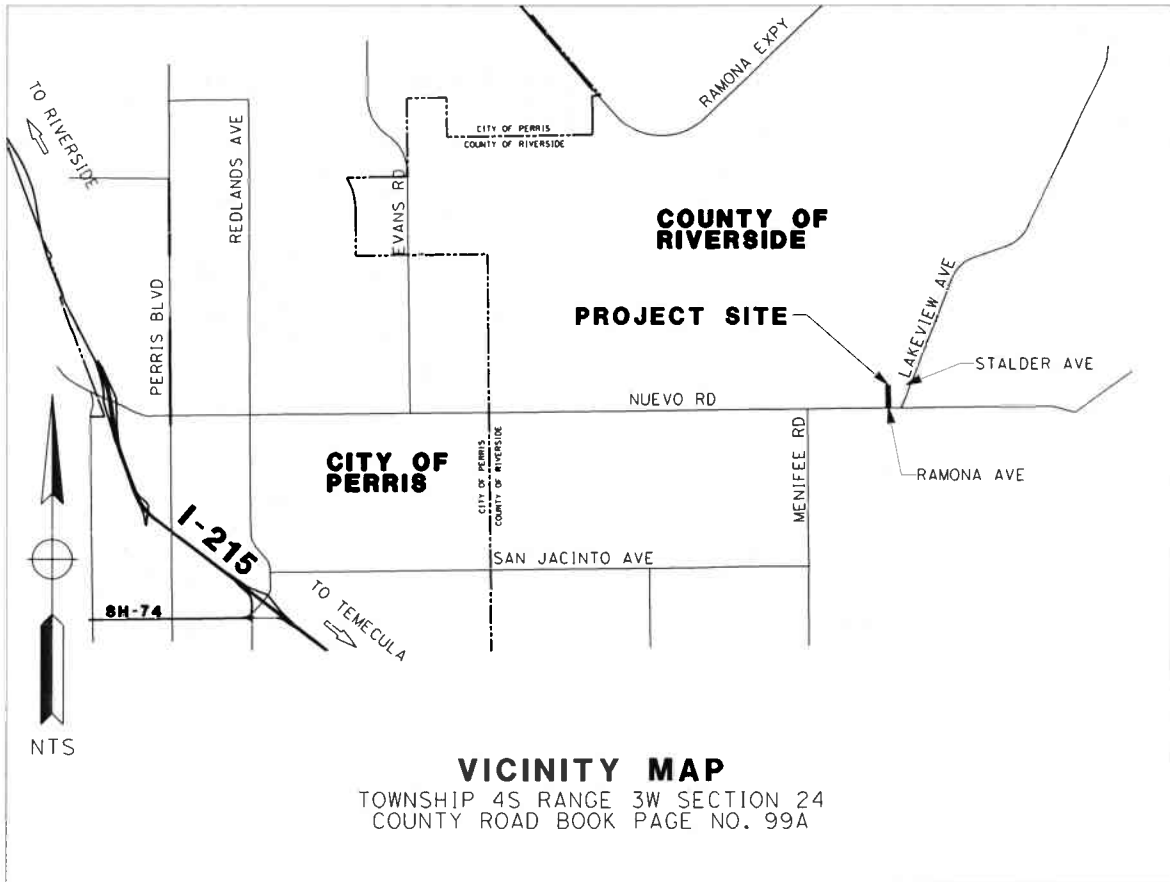 TO RIVERSIDE
REDLANDS AVE
PERRIS BLVD
EVANS RD
CITY OF PERRIS
COUNTY OF RIVERSIDE
RAMONA EXPY
COUNTY OF
RIVERSIDE
PROJECT SITE
LAKEVIEW AVE
STALDER AVE
NUEVO RD
RAMONA AVE
MENIFEE RD
CITY OF
PERRIS
CITY OF PERRIS
COUNTY OF RIVERSIDE
I-215
SAN JACINTO AVE
SH-74
TO TEMECULA
NTS
VICINITY MAP
TOWNSHIP 4S RANGE 3W SECTION 24
COUNTY ROAD BOOK PAGE NO. 99A